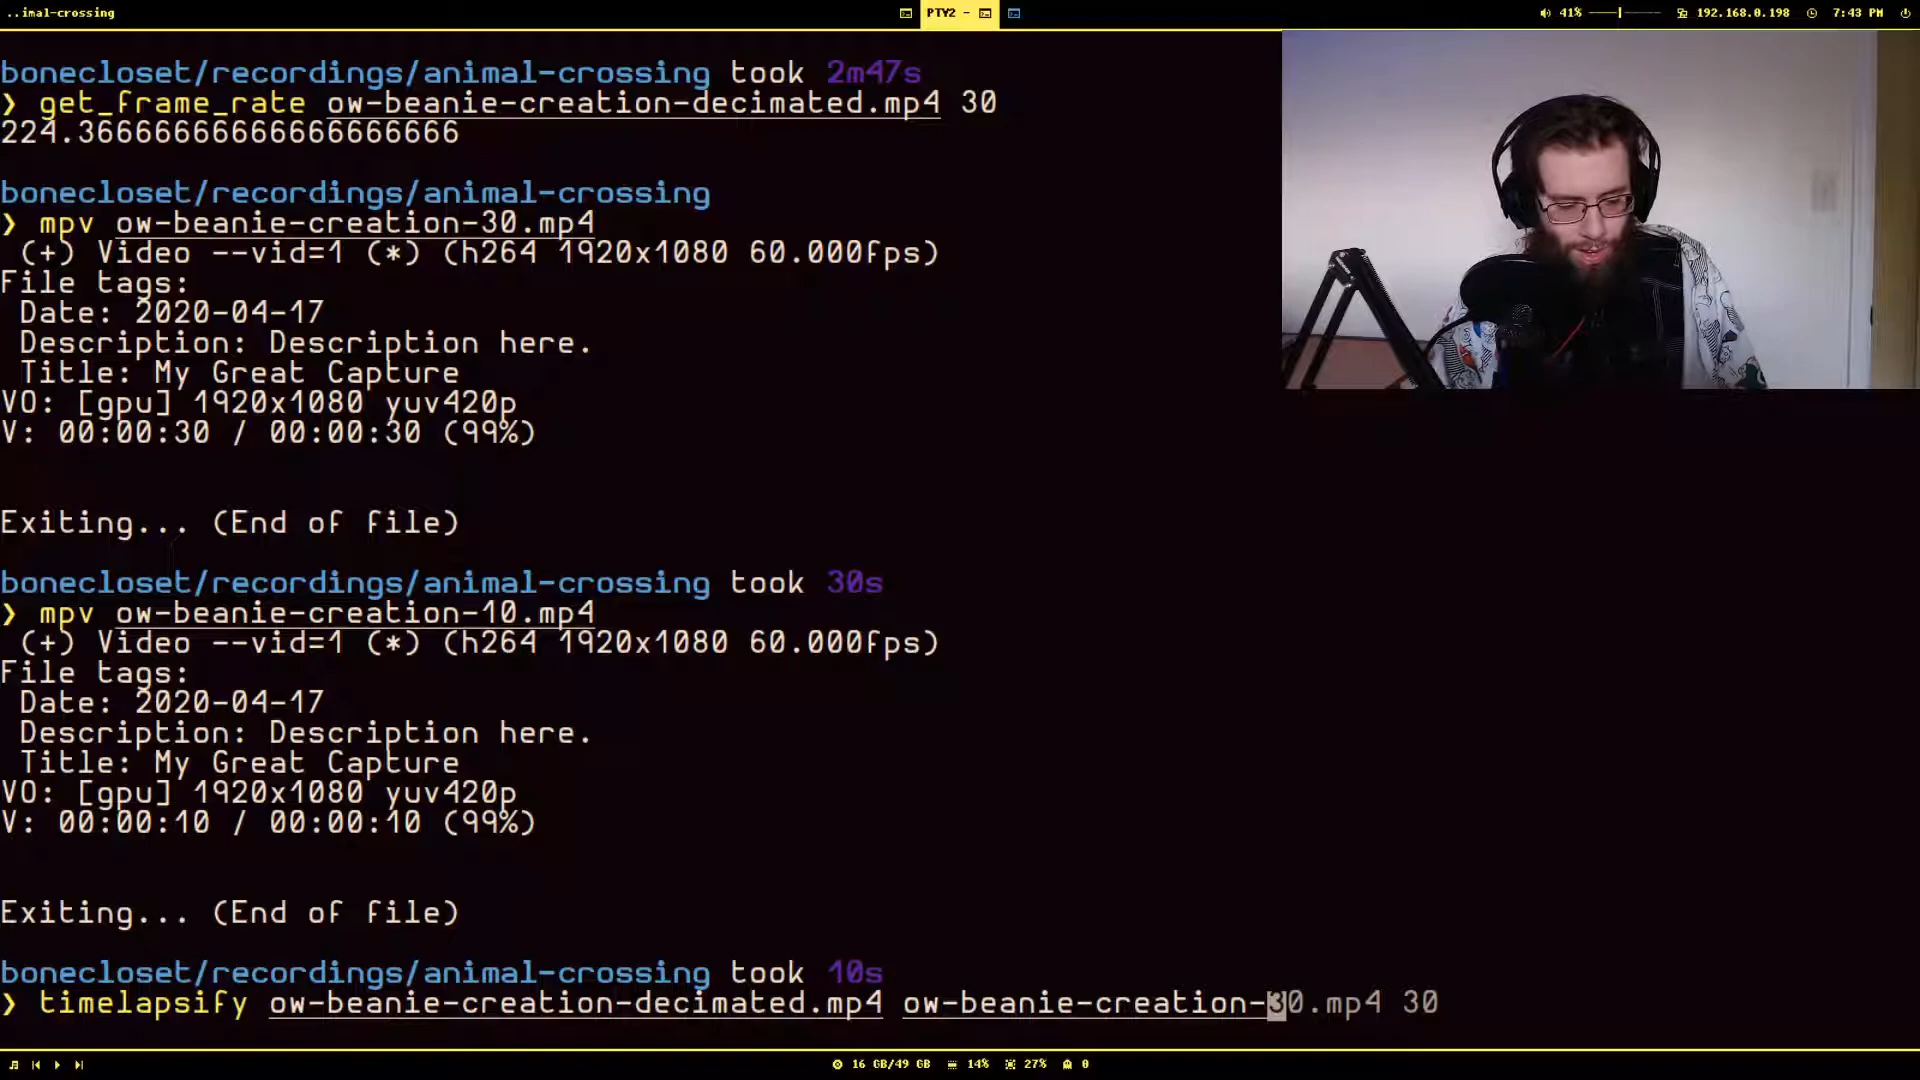 ..imal-crossing
PTY2 -
41%
192.168.0.198
7:43 PM
bonecloset/recordings/animal-crossing took 2m47s
❯ get_frame_rate ow-beanie-creation-decimated.mp4 30
224.36666666666666666666
bonecloset/recordings/animal-crossing
❯ mpv ow-beanie-creation-30.mp4
(+) Video --vid=1 (*) (h264 1920x1080 60.000fps)
File tags:
Date: 2020-04-17
Description: Description here.
Title: My Great Capture
VO: [gpu] 1920x1080 yuv420p
V: 00:00:30 / 00:00:30 (99%)
Exiting... (End of file)
bonecloset/recordings/animal-crossing took 30s
❯ mpv ow-beanie-creation-10.mp4
(+) Video --vid=1 (*) (h264 1920x1080 60.000fps)
File tags:
Date: 2020-04-17
Description: Description here.
Title: My Great Capture
VO: [gpu] 1920x1080 yuv420p
V: 00:00:10 / 00:00:10 (99%)
Exiting... (End of file)
bonecloset/recordings/animal-crossing took 10s
❯ timelapsify ow-beanie-creation-decimated.mp4 ow-beanie-creation-30.mp4 30
16 GB/49 GB
14%
27%
0